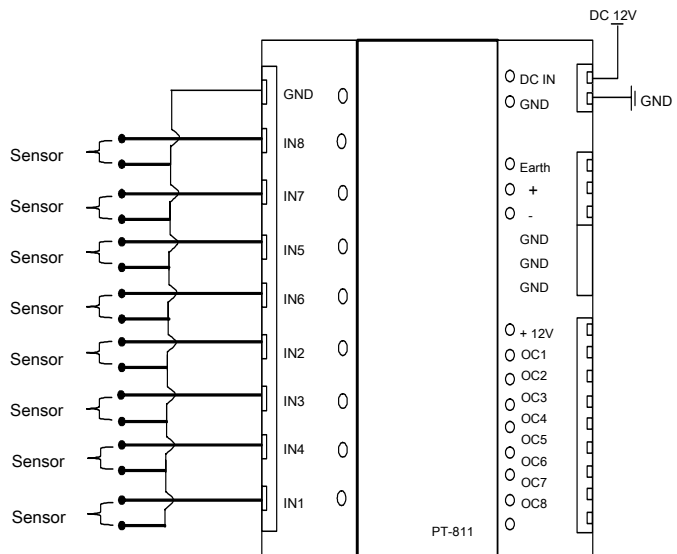 DC 12V
DC IN
GND
GND
GND
IN8
Sensor
Earth
IN7
+
Sensor
-
IN5
GND
Sensor
GND
IN6
GND
Sensor
+ 12V
IN2
OC1
Sensor
OC2
IN3
OC3
Sensor
OC4
OC5
IN4
OC6
Sensor
OC7
IN1
OC8
Sensor
PT-811